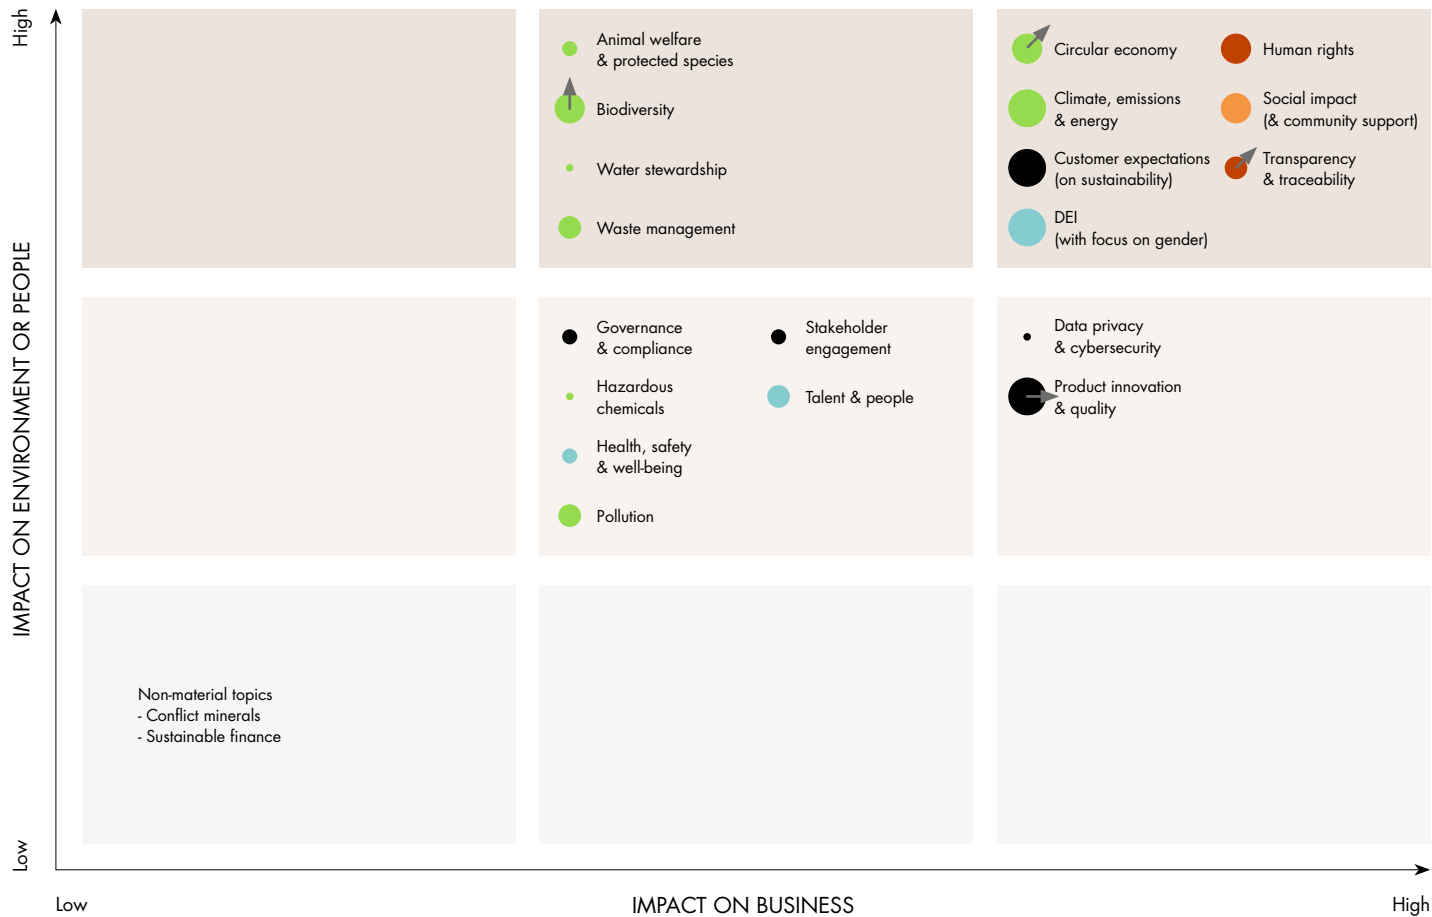 High
Animal welfare
& protected species
Biodiversity
Water stewardship
Waste management
Circular economy
Climate, emissions
& energy
Customer expectations
(on sustainability)
DEI
(with focus on gender)
Human rights
Social impact
(& community support)
Transparency
& traceability
IMPACT ON ENVIRONMENT OR PEOPLE
Governance
& compliance
Hazardous
chemicals
Health, safety
& well-being
Pollution
Stakeholder
engagement
Talent & people
Data privacy
& cybersecurity
Product innovation
& quality
Non-material topics
- Conflict minerals
- Sustainable finance
Low
Low
IMPACT ON BUSINESS
High